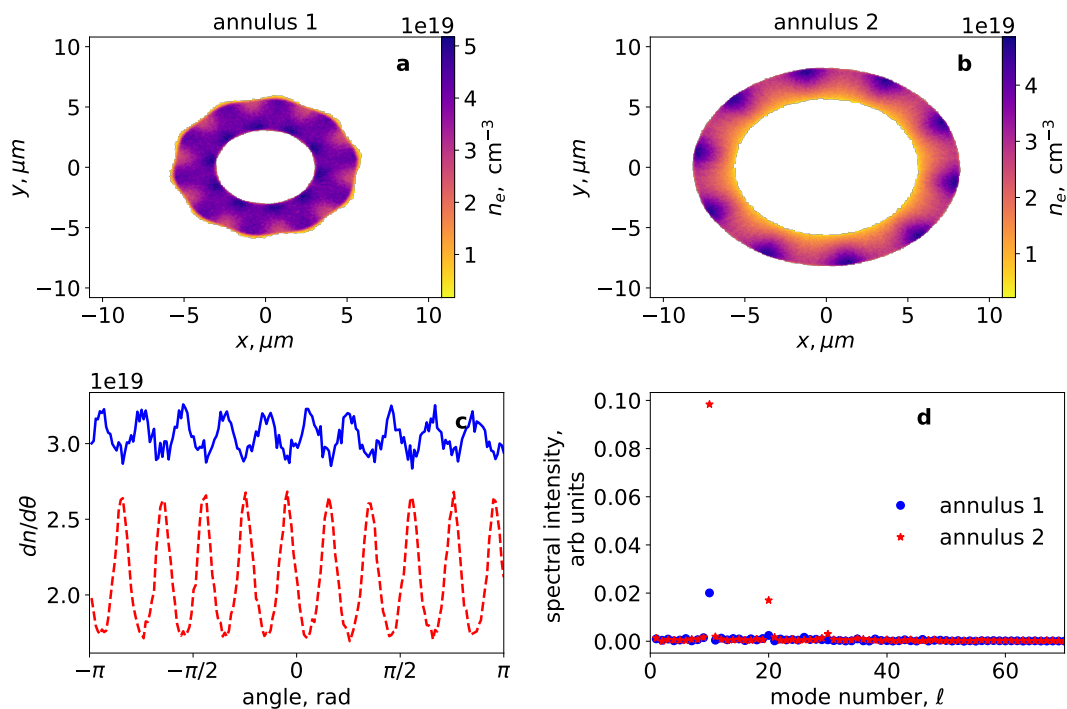 annulus 1
1e19
a
10
5
0
−5
−10
y, μm
−10 −5 0 5 10
x, μm
5
4
3
2
1
nₑ, cm⁻³
annulus 2
1e19
b
10
5
0
−5
−10
y, μm
−10 −5 0 5 10
x, μm
4
3
2
1
nₑ, cm⁻³
1e19
c
3.0
2.5
2.0
dn/dθ
−π −π/2 0 π/2 π
angle, rad
d
0.10
0.08
0.06
0.04
0.02
0.00
spectral intensity,
arb units
annulus 1
annulus 2
0 20 40 60
mode number, ℓ